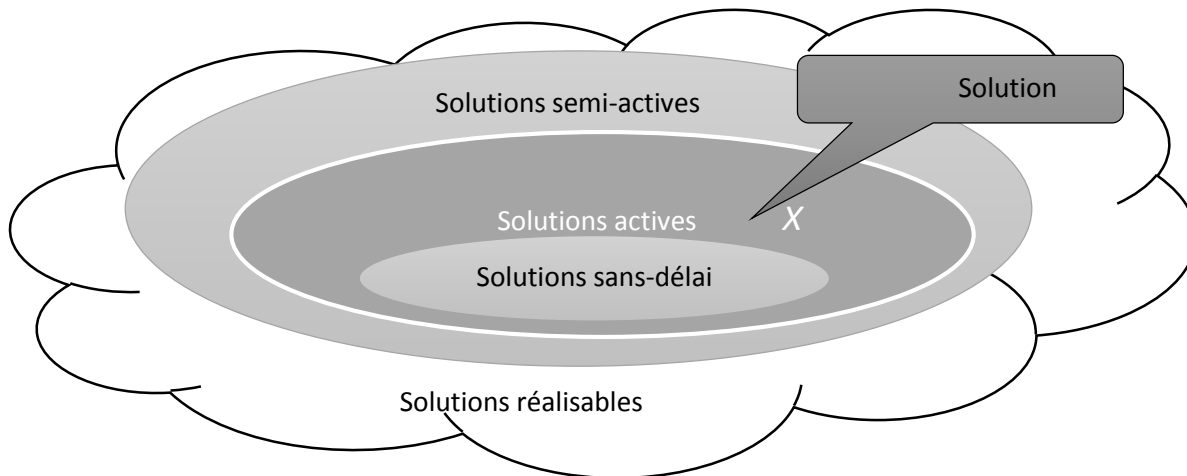 Solutions semi-actives
Solution
Solutions actives
X
Solutions sans-délai
Solutions réalisables